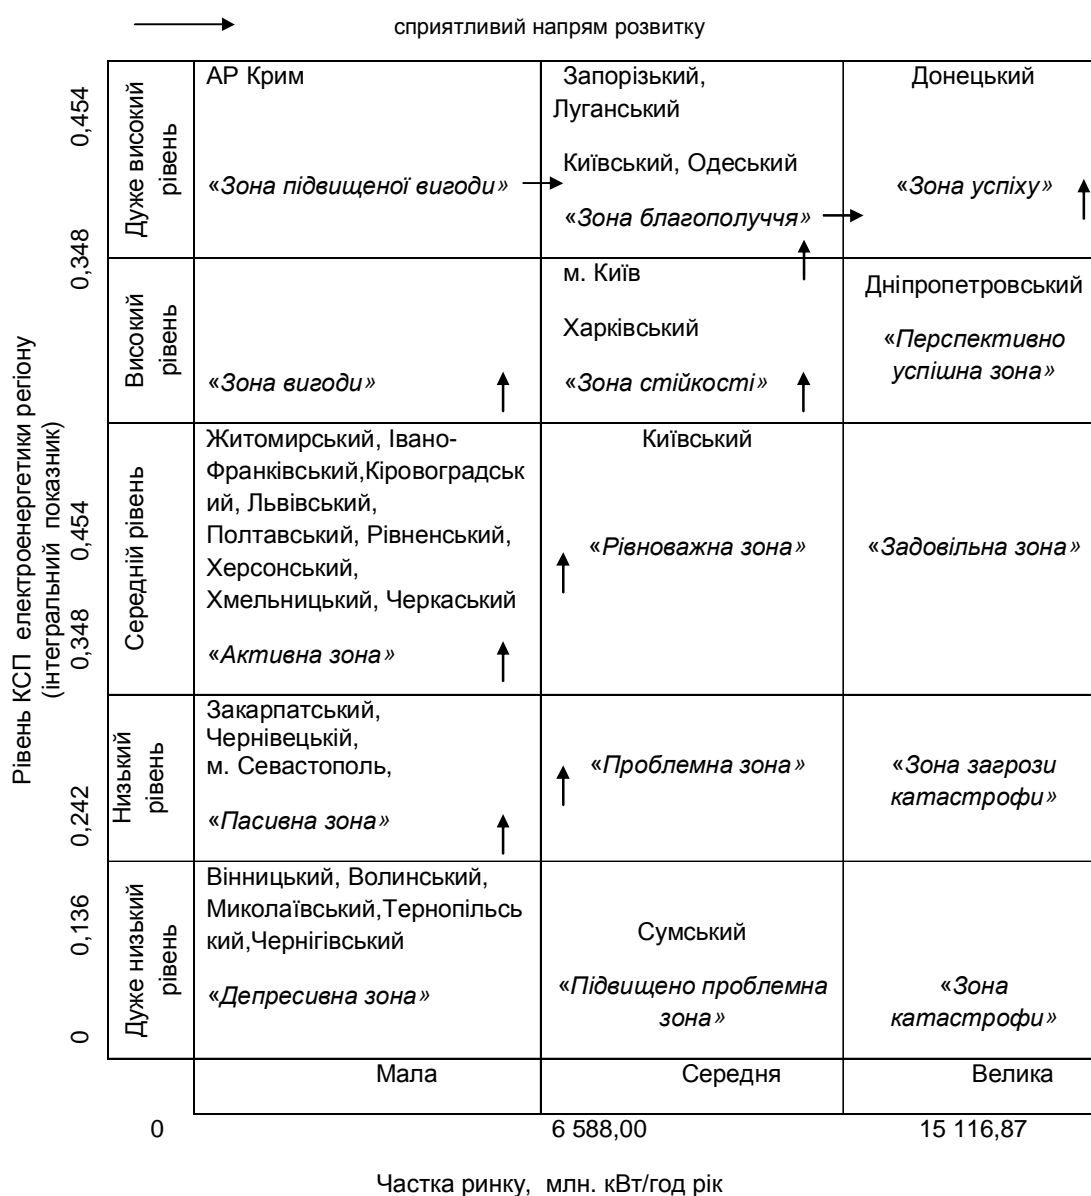 сприятливий напрям розвитку
Рівень КСП електроенергетики регіону
(інтегральний показник)
0,454
0,348
0,454
0,348
0,242
0,136
0
Дуже високий
рівень
АР Крим
«Зона підвищеної вигоди»
Запорізький,
Луганський
Київський, Одеський
«Зона благополуччя»
Донецький
«Зона успіху»
Високий
рівень
«Зона вигоди»
м. Київ
Харківський
«Зона стійкості»
Дніпропетровський
«Перспективно
успішна зона»
Середній рівень
Житомирський, Івано-
Франківський,Кіровоградськ
ий, Львівський,
Полтавський, Рівненський,
Херсонський,
Хмельницький, Черкаський
«Активна зона»
Київський
«Рівноважна зона»
«Задовільна зона»
Низький
рівень
Закарпатський,
Чернівецькій,
м. Севастополь,
«Пасивна зона»
«Проблемна зона»
«Зона загрози
катастрофи»
Дуже низький
рівень
Вінницький, Волинський,
Миколаївський,Тернопільсь
кий,Чернігівський
«Депресивна зона»
Сумський
«Підвищено проблемна
зона»
«Зона
катастрофи»
Мала
Середня
Велика
0
6 588,00
15 116,87
Частка ринку, млн. кВт/год рік